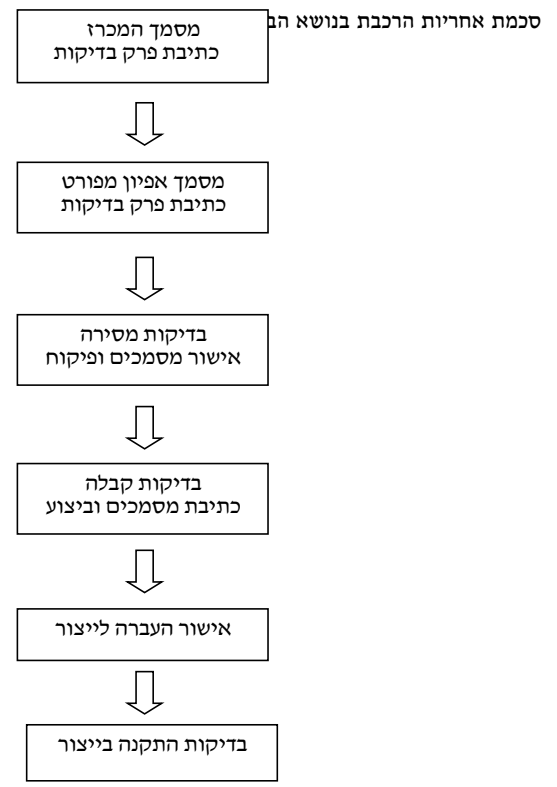 סכמת אחריות הרכבת בנושא
מסמך המכרז
כתיבת פרק בדיקות
מסמך אפיון מפורט
כתיבת פרק בדיקות
בדיקות מסירה
אישור מסמכים ופיקוח
בדיקות קבלה
כתיבת מסמכים וביצוע
אישור העברה לייצור
בדיקות התקנה בייצור